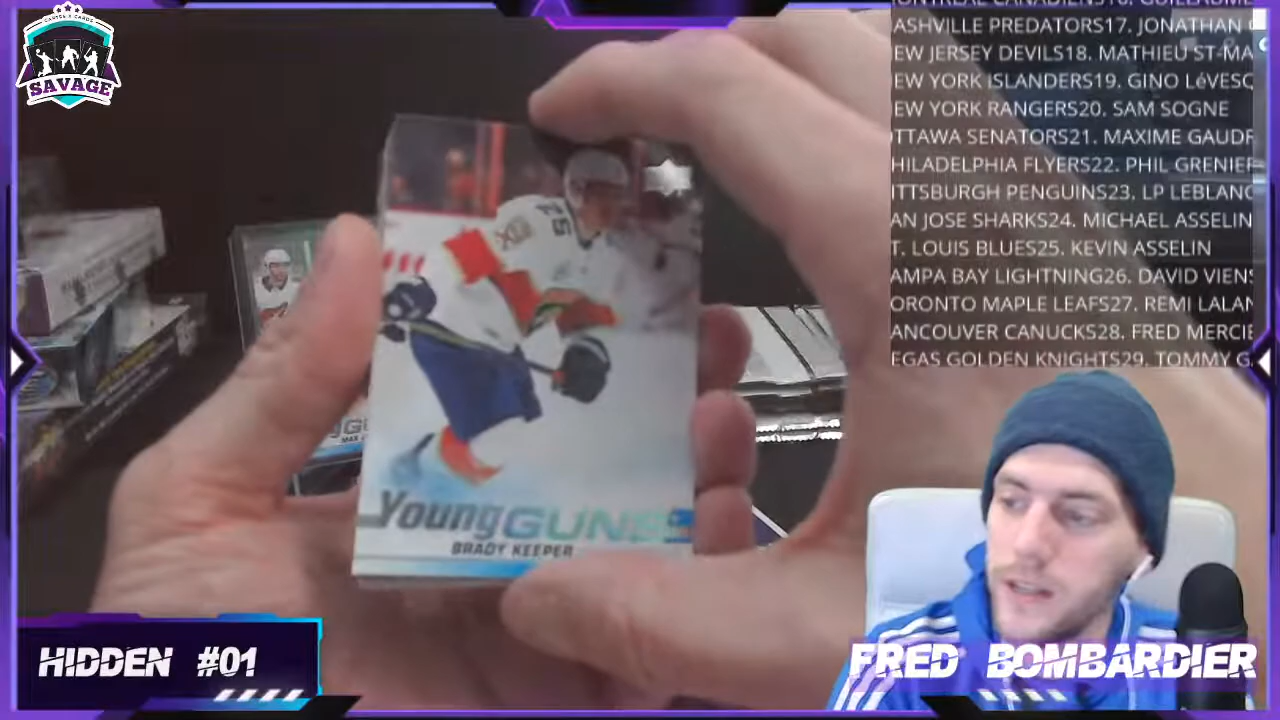 CARTES & CARDS
SAVAGE
ASHVILLE PREDATORS17. JONATHAN
EW JERSEY DEVILS18. MATHIEU ST-MA
EW YORK ISLANDERS19. GINO LéVESQ
EW YORK RANGERS20. SAM SOGNE
TTAWA SENATORS21. MAXIME GAUDR
HILADELPHIA FLYERS22. PHIL GRENIER
ITTSBURGH PENGUINS23. LP LEBLANC
AN JOSE SHARKS24. MICHAEL ASSELIN
T. LOUIS BLUES25. KEVIN ASSELIN
AMPA BAY LIGHTNING26. DAVID VIENS
ORONTO MAPLE LEAFS27. REMI LALAN
ANCOUVER CANUCKS28. FRED MERCIE
EGAS GOLDEN KNIGHTS29. TOMMY G
Young GUNS
BRADY KEEPER
HIDDEN #01
FRED BOMBARDIER